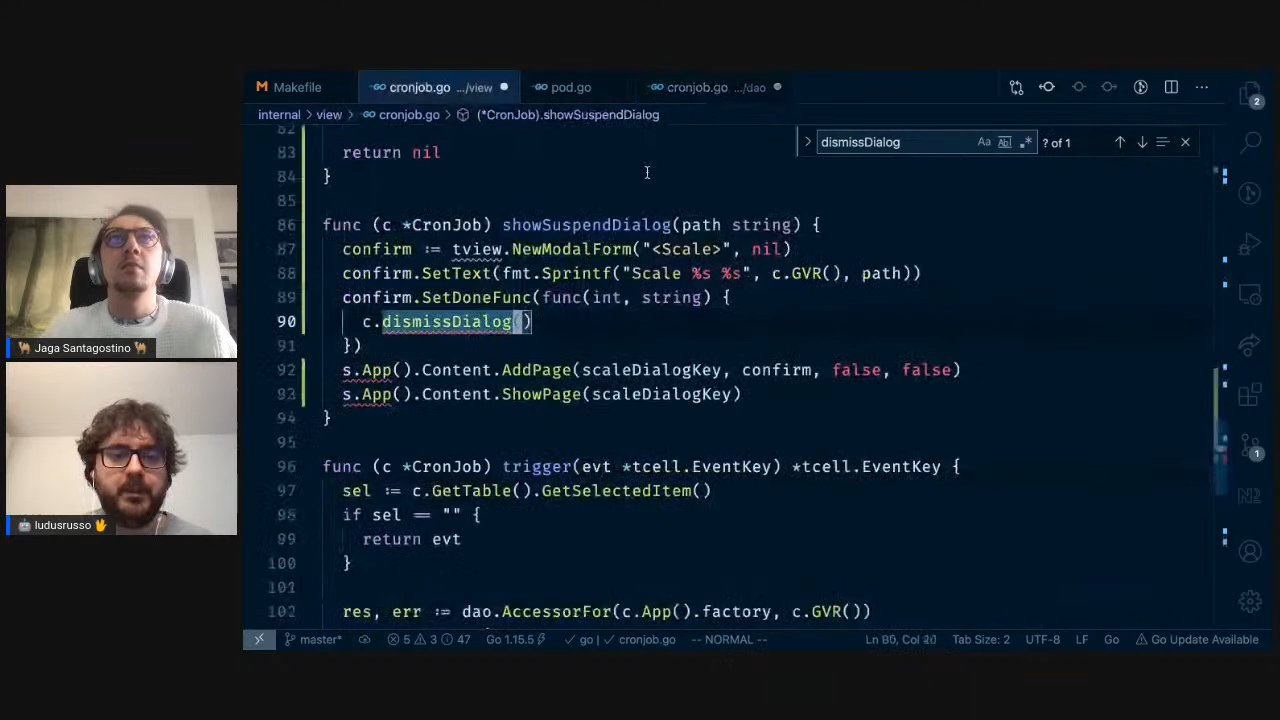 Makefile
cronjob.go .../view
pod.go
cronjob.go .../dao
internal > view > cronjob.go > (*CronJob).showSuspendDialog
dismissDialog
Aa
Ab
? of 1
2
82
83 return nil
84 }
85
86 func (c *CronJob) showSuspendDialog(path string) {
87 confirm := tview.NewModalForm("<Scale>", nil)
88 confirm.SetText(fmt.Sprintf("Scale %s %s", c.GVR(), path))
89 confirm.SetDoneFunc(func(int, string) {
90 c.dismissDialog()
91 })
92 s.App().Content.AddPage(scaleDialogKey, confirm, false, false)
93 s.App().Content.ShowPage(scaleDialogKey)
94 }
95
96 func (c *CronJob) trigger(evt *tcell.EventKey) *tcell.EventKey {
97 sel := c.GetTable().GetSelectedItem()
98 if sel == "" {
99 return evt
100 }
101
102 res, err := dao.AccessorFor(c.App().factory, c.GVR())
1
N2
master*
5 3 47
Go 1.15.5
go | cronjob.go
-- NORMAL --
Tab Size: 2
UTF-8
LF
Go
Go Update Available
🐫 Jaga Santagostino 🐫
🤖 ludusrusso 🖖